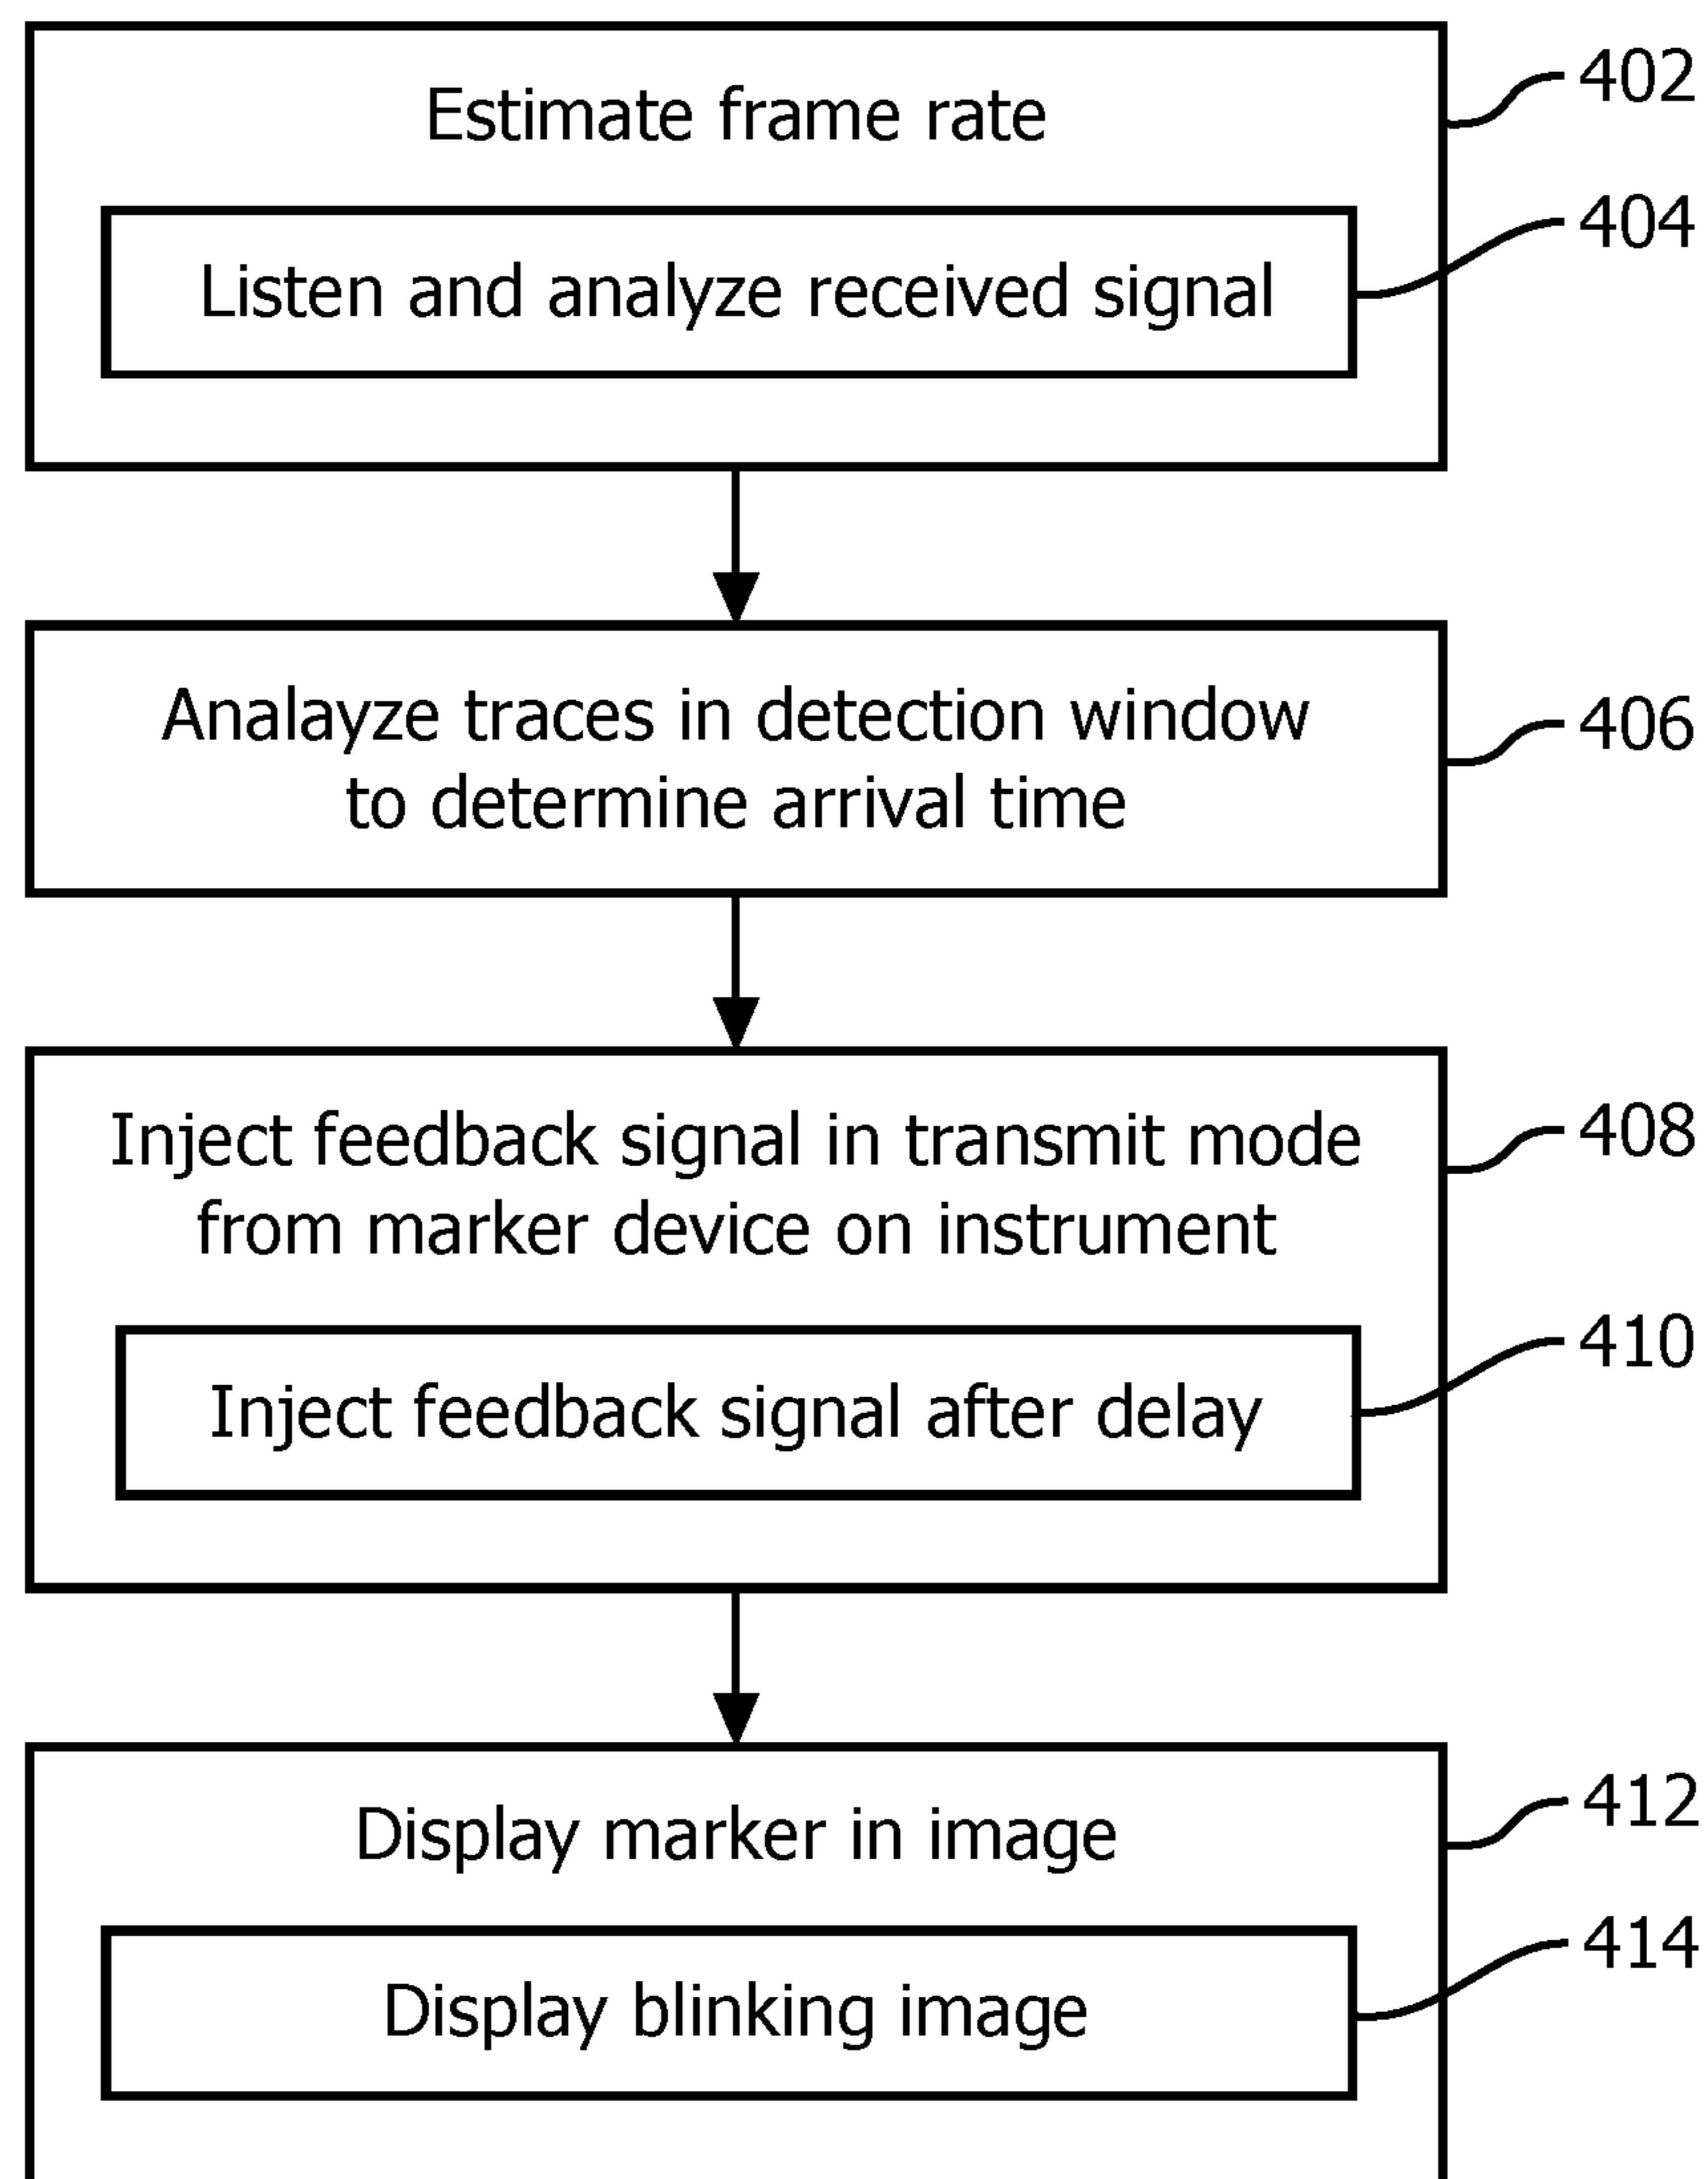 Estimate frame rate
402
Listen and analyze received signal
404
Analayze traces in detection window
to determine arrival time
406
Inject feedback signal in transmit mode
from marker device on instrument
408
Inject feedback signal after delay
410
Display marker in image
412
Display blinking image
414